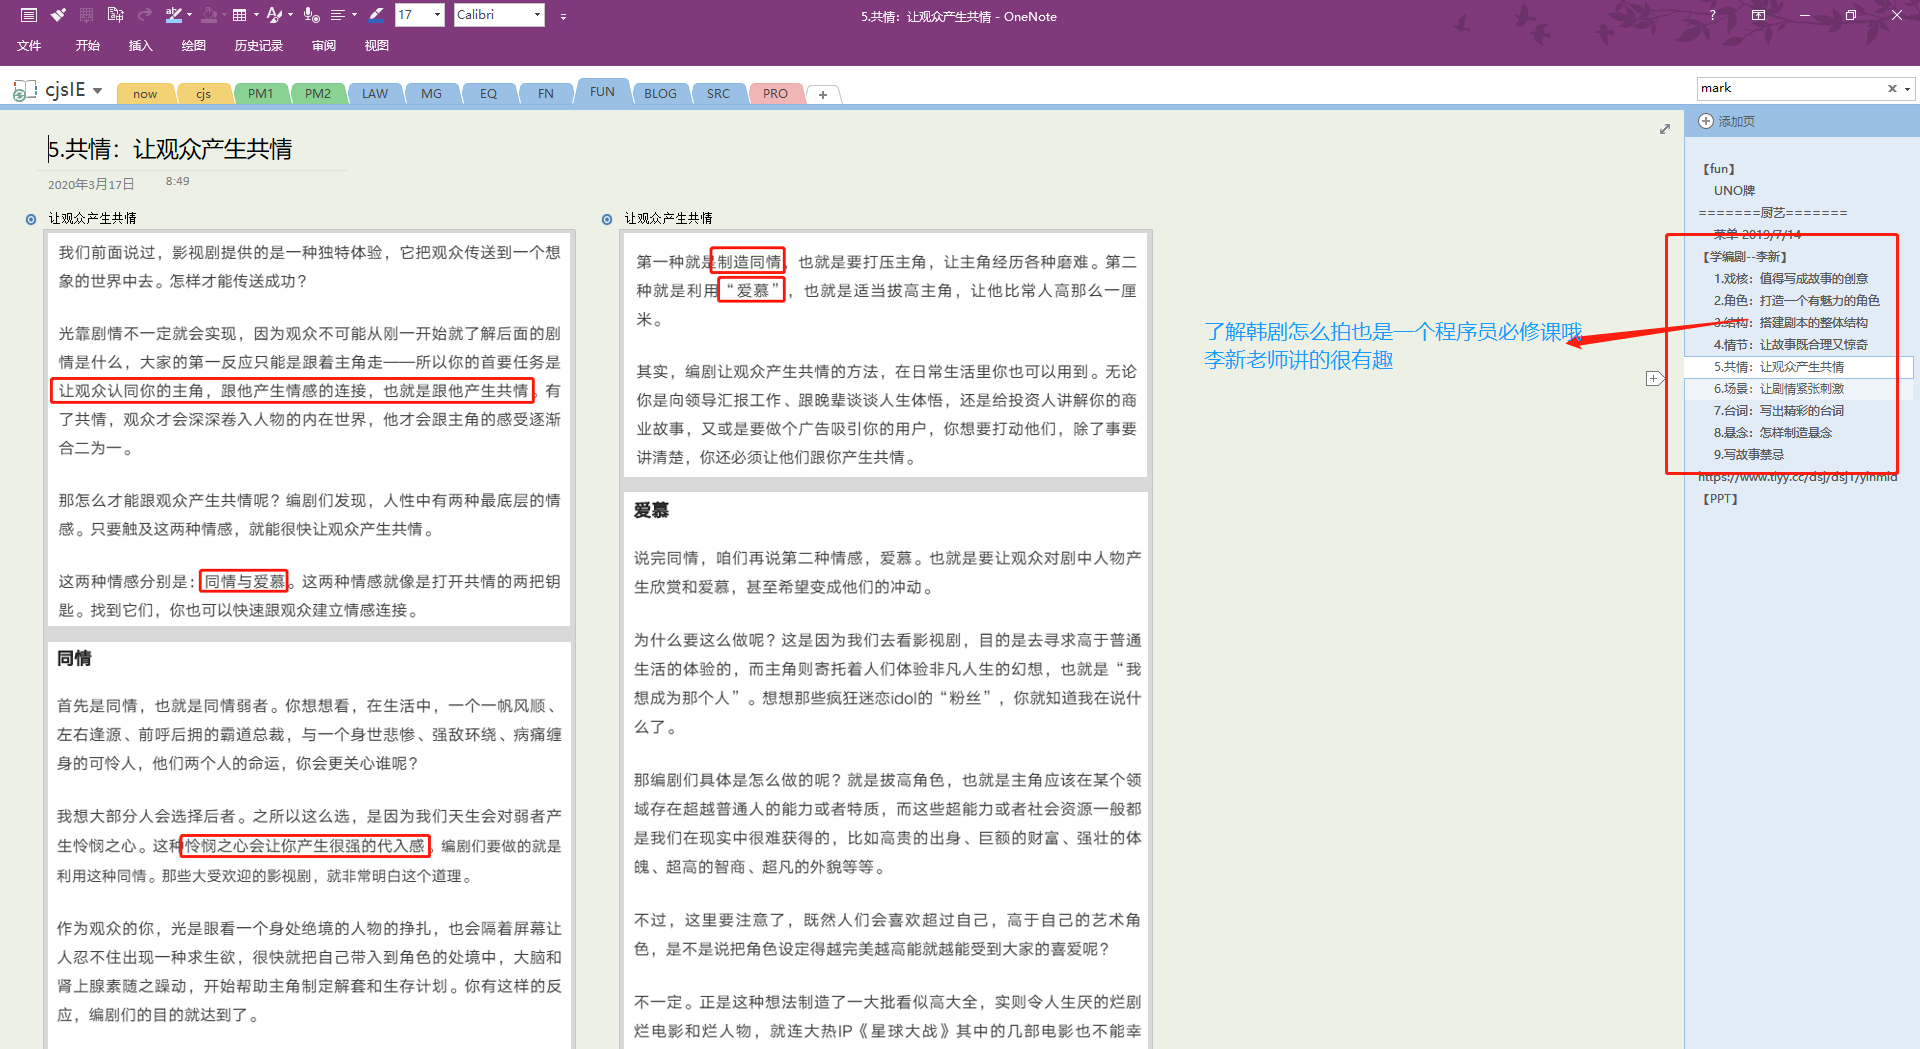 17
Calibri
5.共情：让观众产生共情 - OneNote
文件
开始
插入
绘图
历史记录
审阅
视图
cjsIE
now
cjs
PM1
PM2
LAW
MG
EQ
FN
FUN
BLOG
SRC
PRO
mark
5.共情：让观众产生共情
2020年3月17日
8:49
让观众产生共情
我们前面说过，影视剧提供的是一种独特体验，它把观众传送到一个想
象的世界中去。怎样才能传送成功？
光靠剧情不一定就会实现，因为观众不可能从刚一开始就了解后面的剧
情是什么，大家的第一反应只能是跟着主角走——所以你的首要任务是
让观众认同你的主角，跟他产生情感的连接，也就是跟他产生共情。有
了共情，观众才会深深卷入人物的内在世界，他才会跟主角的感受逐渐
合二为一。
那怎么才能跟观众产生共情呢？编剧们发现，人性中有两种最底层的情
感。只要触及这两种情感，就能很快让观众产生共情。
这两种情感分别是：同情与爱慕。这两种情感就像是打开共情的两把钥
匙。找到它们，你也可以快速跟观众建立情感连接。
同情
首先是同情，也就是同情弱者。你想想看，在生活中，一个一帆风顺、
左右逢源、前呼后拥的霸道总裁，与一个身世悲惨、强敌环绕、病痛缠
身的可怜人，他们两个人的命运，你会更关心谁呢？
我想大部分人会选择后者。之所以这么选，是因为我们天生会对弱者产
生怜悯之心。这种怜悯之心会让你产生很强的代入感，编剧们要做的就是
利用这种同情。那些大受欢迎的影视剧，就非常明白这个道理。
作为观众的你，光是眼看一个身处绝境的人物的挣扎，也会隔着屏幕让
人忍不住出现一种求生欲，很快就把自己带入到角色的处境中，大脑和
肾上腺素随之躁动，开始帮助主角制定解套和生存计划。你有这样的反
应，编剧们的目的就达到了。
让观众产生共情
第一种就是制造同情，也就是要打压主角，让主角经历各种磨难。第二
种就是利用“爱慕”，也就是适当拔高主角，让他比常人高那么一厘
米。
其实，编剧让观众产生共情的方法，在日常生活里你也可以用到。无论
你是向领导汇报工作、跟晚辈谈谈人生体悟，还是给投资人讲解你的商
业故事，又或是要做个广告吸引你的用户，你想要打动他们，除了事要
讲清楚，你还必须让他们跟你产生共情。
爱慕
说完同情，咱们再说第二种情感，爱慕。也就是要让观众对剧中人物产
生欣赏和爱慕，甚至希望变成他们的冲动。
为什么要这么做呢？这是因为我们去看影视剧，目的是去寻求高于普通
生活的体验的，而主角则寄托着人们体验非凡人生的幻想，也就是“我
想成为那个人”。想想那些疯狂迷恋idol的“粉丝”，你就知道我在说什
么了。
那编剧们具体是怎么做的呢？就是拔高角色，也就是主角应该在某个领
域存在超越普通人的能力或者特质，而这些超能力或者社会资源一般都
是我们在现实中很难获得的，比如高贵的出身、巨额的财富、强壮的体
魄、超高的智商、超凡的外貌等等。
不过，这里要注意了，既然人们会喜欢超过自己，高于自己的艺术角
色，是不是说把角色设定得越完美越高能就越能受到大家的喜爱呢？
不一定。正是这种想法制造了一大批看似高大全，实则令人生厌的烂剧
烂电影和烂人物，就连大热IP《星球大战》其中的几部电影也不能幸
了解韩剧怎么拍也是一个程序员必修课哦
李新老师讲的很有趣
添加页
【fun】
UNO牌
=======厨艺=======
菜单 2019/7/14
【学编剧--李新】
1.戏核：值得写成故事的创意
2.角色：打造一个有魅力的角色
3.结构：搭建剧本的整体结构
4.情节：让故事既合理又惊奇
5.共情：让观众产生共情
6.场景：让剧情紧张刺激
7.台词：写出精彩的台词
8.悬念：怎样制造悬念
9.写故事禁忌
【PPT】